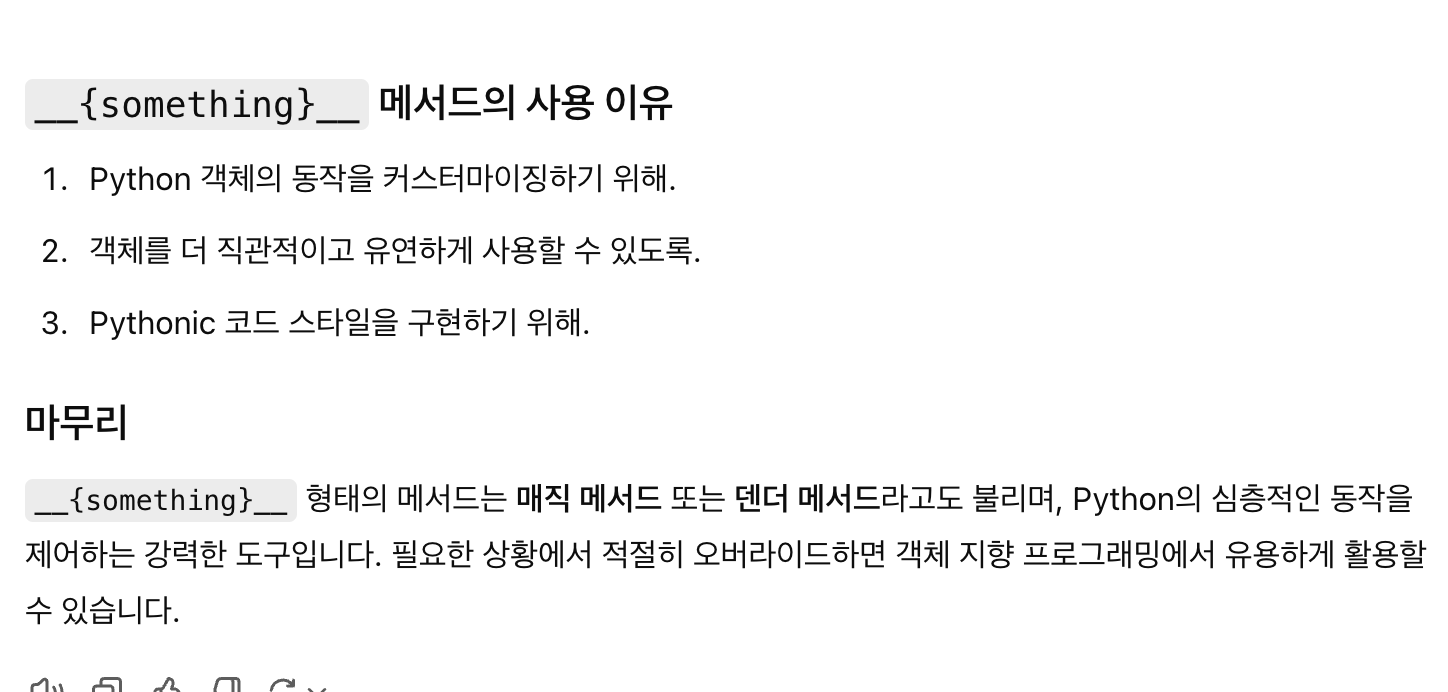 __{something}__ 메서드의 사용 이유
1. Python 객체의 동작을 커스터마이징하기 위해.
2. 객체를 더 직관적이고 유연하게 사용할 수 있도록.
3. Pythonic 코드 스타일을 구현하기 위해.
마무리
__{something}__ 형태의 메서드는 매직 메서드 또는 덴더 메서드라고도 불리며, Python의 심층적인 동작을
제어하는 강력한 도구입니다. 필요한 상황에서 적절히 오버라이드하면 객체 지향 프로그래밍에서 유용하게 활용할
수 있습니다.